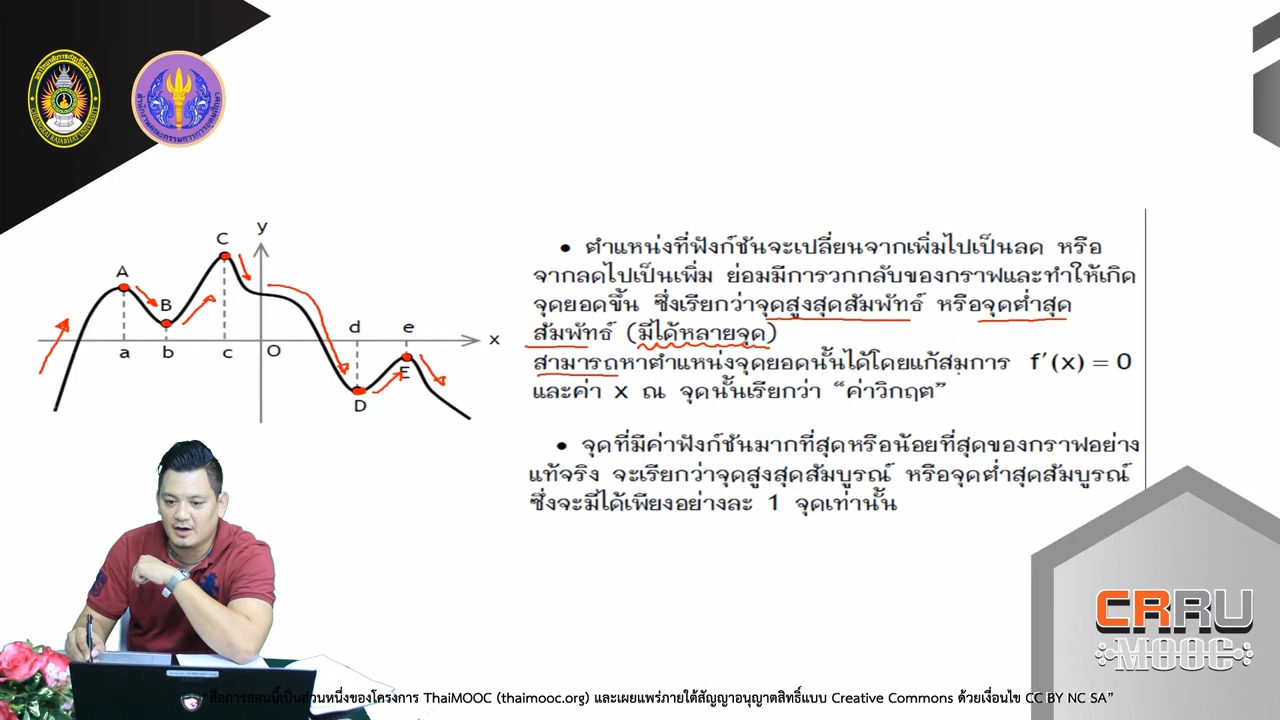 y
C
A
B
d
e
x
a
b
c
O
E
D
• ตำแหน่งที่ฟังก์ชันจะเปลี่ยนจากเพิ่มไปเป็นลด หรือ
จากลดไปเป็นเพิ่ม ย่อมมีการวกกลับของกราฟและทำให้เกิด
จุดยอดขึ้น ซึ่งเรียกว่าจุดสูงสุดสัมพัทธ์ หรือจุดต่ำสุด
สัมพัทธ์ (มีได้หลายจุด)
สามารถหาตำแหน่งจุดยอดนั้นได้โดยแก้สมการ f′(x) = 0
และค่า x ณ จุดนั้นเรียกว่า “ค่าวิกฤต”
• จุดที่มีค่าฟังก์ชันมากที่สุดหรือน้อยที่สุดของกราฟอย่าง
แท้จริง จะเรียกว่าจุดสูงสุดสัมบูรณ์ หรือจุดต่ำสุดสัมบูรณ์
ซึ่งจะมีได้เพียงอย่างละ 1 จุดเท่านั้น
CRRU
MOOC
“สื่อการสอนนี้เป็นส่วนหนึ่งของโครงการ ThaiMOOC (thaimooc.org) และเผยแพร่ภายใต้สัญญาอนุญาตสิทธิ์แบบ Creative Commons ด้วยเงื่อนไข CC BY NC SA”